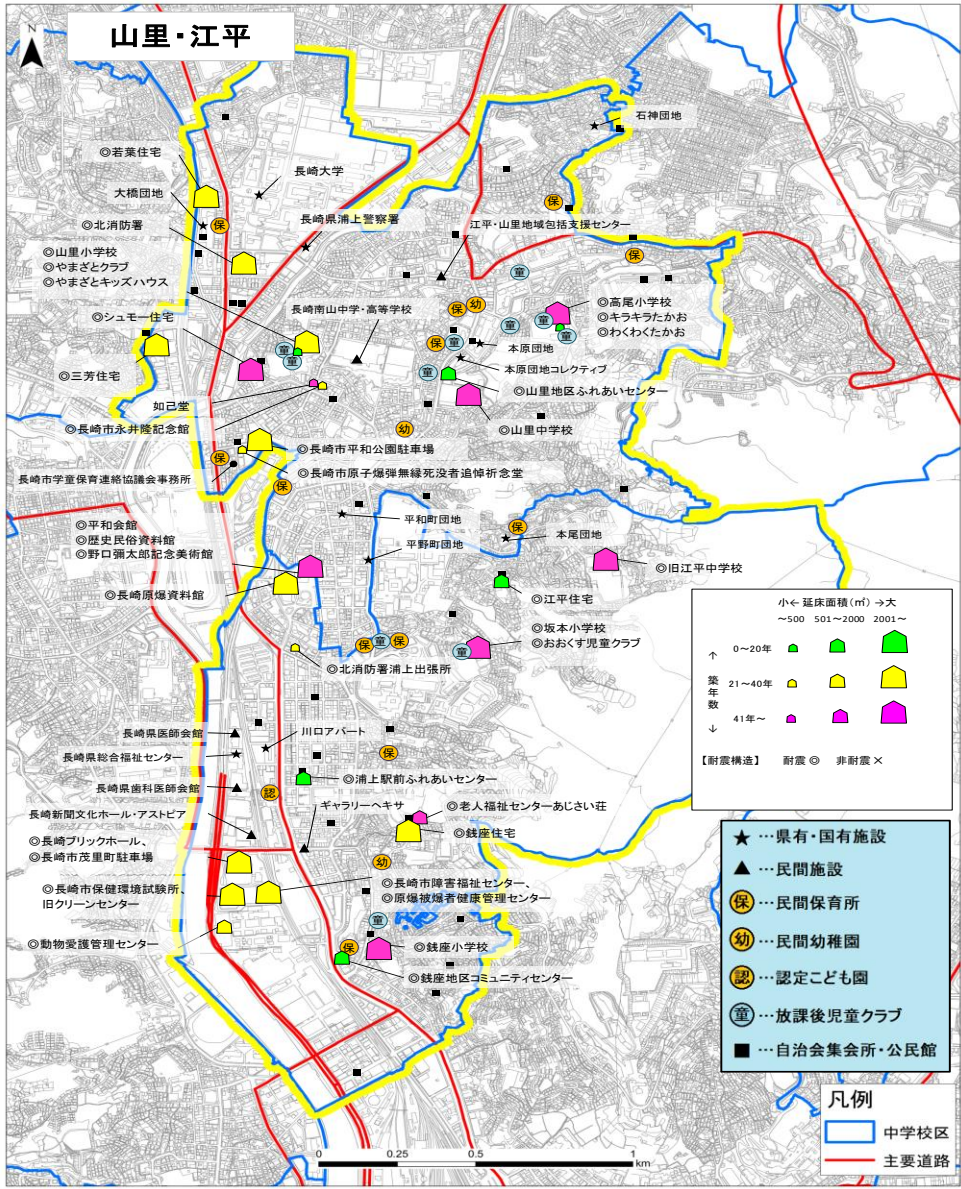 山里・江平
N
石神団地
◎若葉住宅
長崎大学
大橋団地
長崎県浦上警察署
江平・山里地域包括支援センター
◎北消防署
◎山里小学校
◎やまざとクラブ
◎やまざとキッズハウス
長崎南山中学・高等学校
◎高尾小学校
◎キラキラたかお
◎わくわくたかお
◎シュモー住宅
本原団地
本原団地コレクティブ
◎三芳住宅
◎山里地区ふれあいセンター
如己堂
◎長崎市永井隆記念館
◎山里中学校
◎長崎市平和公園駐車場
◎長崎市原子爆弾無縁死没者追悼祈念堂
長崎市学童保育連絡協議会事務所
◎平和会館
◎歴史民俗資料館
◎野口彌太郎記念美術館
平和町団地
平野町団地
本尾団地
◎旧江平中学校
◎長崎原爆資料館
◎江平住宅
◎坂本小学校
◎おおくす児童クラブ
◎北消防署浦上出張所
長崎県医師会館
川口アパート
長崎県総合福祉センター
◎浦上駅前ふれあいセンター
長崎県歯科医師会館
ギャラリーヘキサ
◎老人福祉センターあじさい荘
長崎新聞文化ホール・アストピア
◎銭座住宅
◎長崎ブリックホール、
◎長崎市茂里町駐車場
◎長崎市保健環境試験所、
旧クリーンセンター
◎長崎市障害福祉センター、
◎原爆被爆者健康管理センター
◎動物愛護管理センター
◎銭座小学校
◎銭座地区コミュニティセンター
保
保
保
保
保
保
保
保
保
保
保
保
幼
幼
幼
認
童
童
童
童
童
童
童
童
童
童
童
小← 延床面積(㎡) →大
～500 501～2000 2001～
↑
築年数
↓
0～20年
21～40年
41年～
【耐震構造】 耐震 ◎ 非耐震 ×
★ …県有・国有施設
▲ …民間施設
保 …民間保育所
幼 …民間幼稚園
認 …認定こども園
童 …放課後児童クラブ
■ …自治会集会所・公民館
凡例
中学校区
主要道路
0 0.25 0.5 1
km